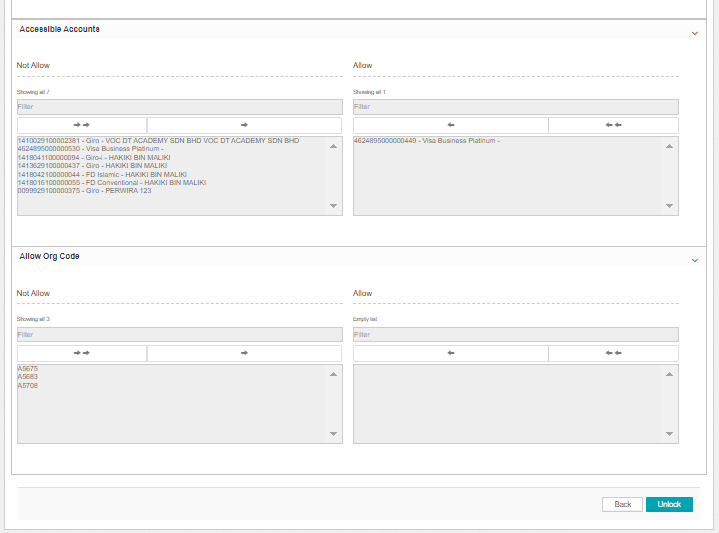 Accessible Accounts
Not Allow
Allow
Showing all 7
Showing all 1
Filter
Filter
1410029100002381 - Giro - VOC DT ACADEMY SDN BHD VOC DT ACADEMY SDN BHD
4624895000000530 - Visa Business Platinum -
1418041100000094 - Giro-i - HAKIKI BIN MALIKI
1413629100000437 - Giro - HAKIKI BIN MALIKI
1418042100000044 - FD Islamic - HAKIKI BIN MALIKI
1418016100000055 - FD Conventional - HAKIKI BIN MALIKI
0099929100000375 - Giro - PERWIRA 123
4624895000000449 - Visa Business Platinum -
Allow Org Code
Not Allow
Allow
Showing all 3
Empty list
Filter
Filter
A5675
A5683
A5708
Back
Unlock